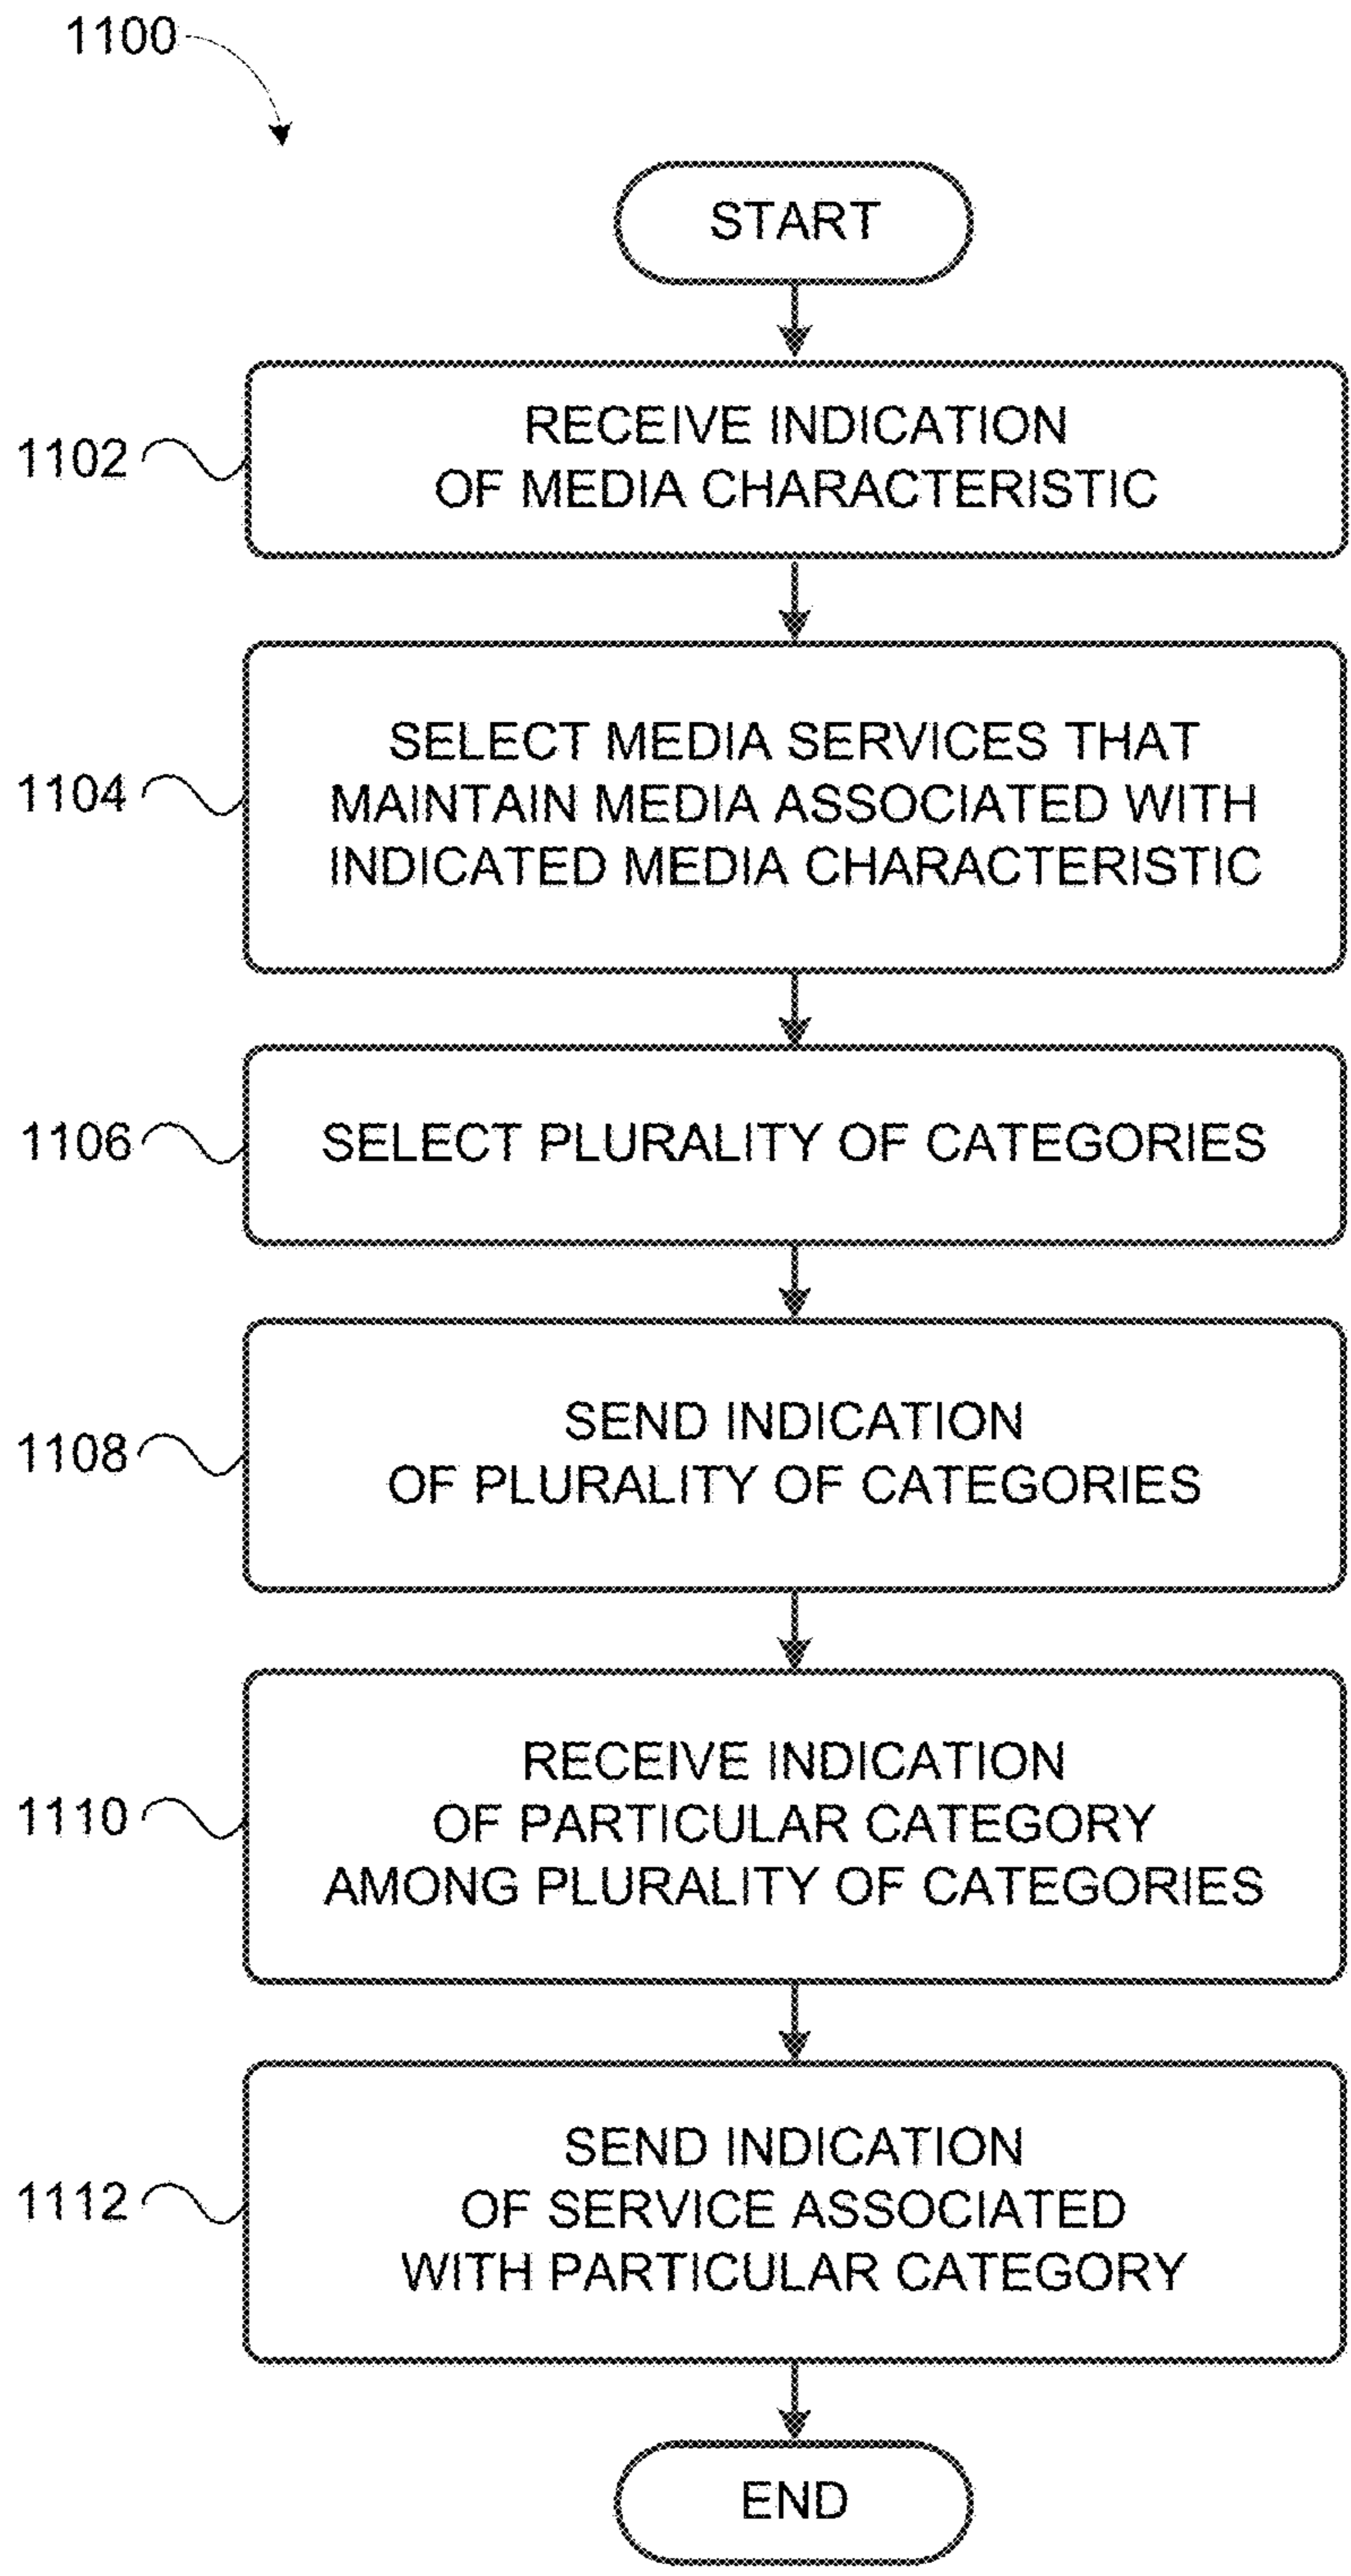 1100
START
1102
RECEIVE INDICATION
OF MEDIA CHARACTERISTIC
1104
SELECT MEDIA SERVICES THAT
MAINTAIN MEDIA ASSOCIATED WITH
INDICATED MEDIA CHARACTERISTIC
1106
SELECT PLURALITY OF CATEGORIES
1108
SEND INDICATION
OF PLURALITY OF CATEGORIES
1110
RECEIVE INDICATION
OF PARTICULAR CATEGORY
AMONG PLURALITY OF CATEGORIES
1112
SEND INDICATION
OF SERVICE ASSOCIATED
WITH PARTICULAR CATEGORY
END